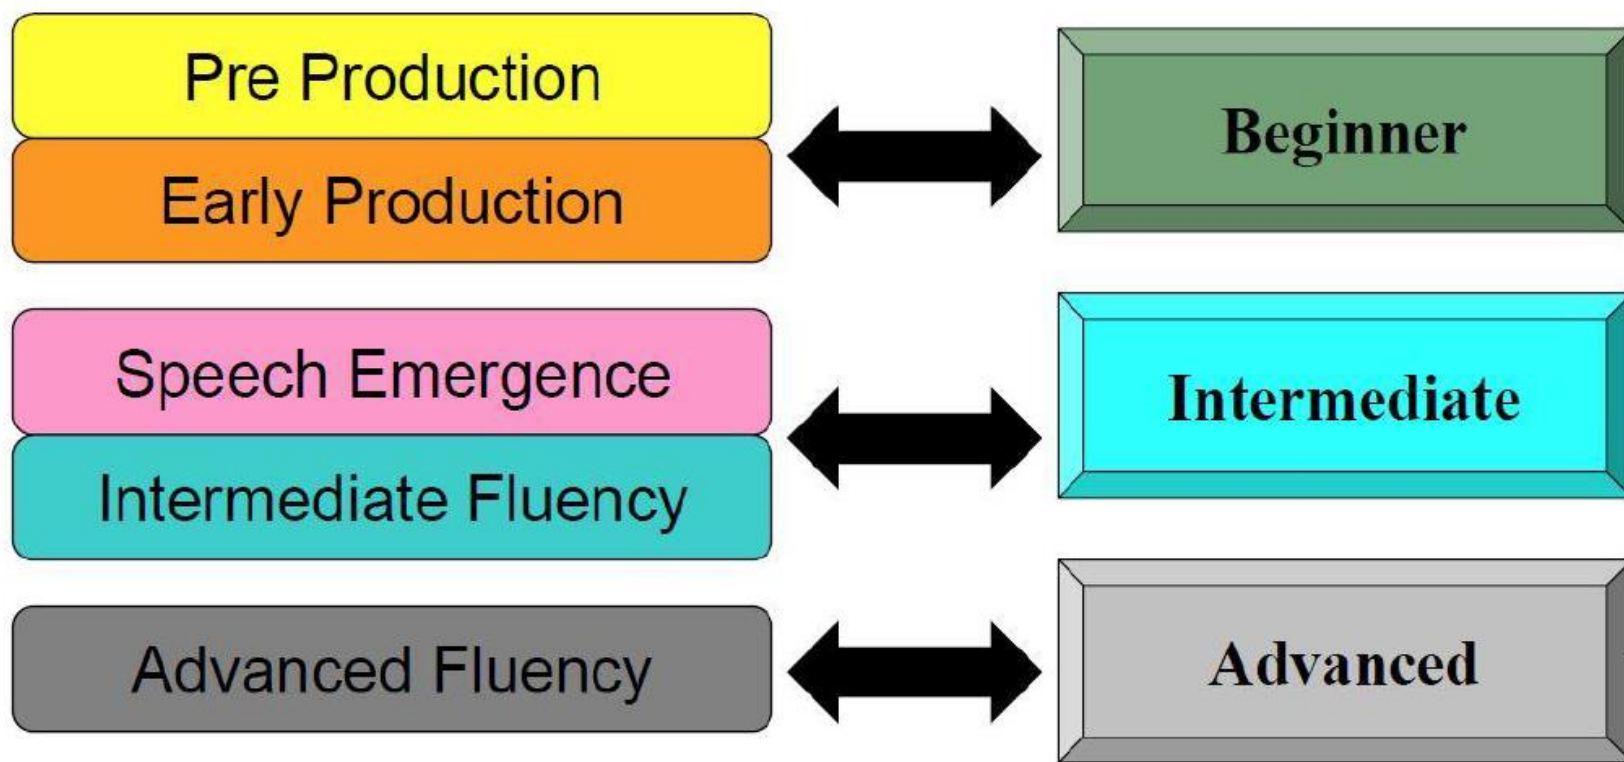 Pre Production
Early Production
Beginner
Speech Emergence
Intermediate Fluency
Intermediate
Advanced Fluency
Advanced